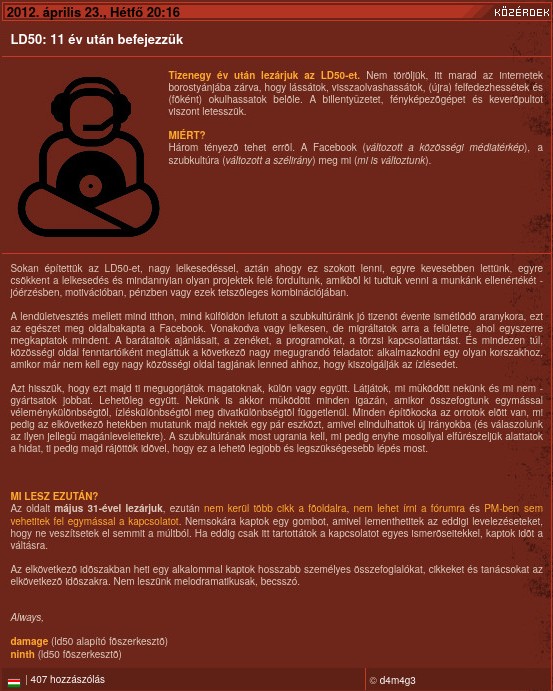 2012. április 23., Hétfő 20:16
KÖZÉRDEK
LD50: 11 év után befejezzük
Tizenegy év után lezárjuk az LD50-et. Nem töröljük, itt marad az internetek
borostyánjába zárva, hogy lássátok, visszaolvashassátok, (újra) felfedezhessétek és
(főként) okulhassatok belőle. A billentyűzetet, fényképezőgépet és keverőpultot
viszont letesszük.
MIÉRT?
Három tényező tehet erről. A Facebook (változott a közösségi médiatérkép), a
szubkultúra (változott a szélirány) meg mi (mi is változtunk).
Sokan építettük az LD50-et, nagy lelkesedéssel, aztán ahogy ez szokott lenni, egyre kevesebben lettünk, egyre
csökkent a lelkesedés és mindannyian olyan projektek felé fordultunk, amikből ki tudtuk venni a munkánk ellenértékét -
jóérzésben, motivációban, pénzben vagy ezek tetszőleges kombinációjában.
A lendületvesztés mellett mind itthon, mind külföldön lefutott a szubkultúráink jó tizenöt évente ismétlődő aranykora, ezt
az egészet meg oldalbakapta a Facebook. Vonakodva vagy lelkesen, de migráltatok arra a felületre, ahol egyszerre
megkaptatok mindent. A barátaitok ajánlásait, a zenéket, a programokat, a törzsi kapcsolattartást. És mindezen túl,
közösségi oldal fenntartóiként megláttuk a következő nagy megugrandó feladatot: alkalmazkodni egy olyan korszakhoz,
amikor már nem kell egy nagy közösségi oldal tagjának lenned ahhoz, hogy kiszolgálják az ízlésedet.
Azt hisszük, hogy ezt majd ti megugorjátok magatoknak, külön vagy együtt. Látjátok, mi működött nekünk és mi nem -
gyártsatok jobbat. Lehetőleg együtt. Nekünk is akkor működött minden igazán, amikor összefogtunk egymással
véleménykülönbségtől, ízléskülönbségtől meg divatkülönbségtől függetlenül. Minden építőkocka az orrotok előtt van, mi
pedig az elkövetkező hetekben mutatunk majd nektek egy pár eszközt, amivel elindulhattok új irányokba (és válaszolunk
az ilyen jellegű magánleveleitekre). A szubkultúrának most ugrania kell, mi pedig enyhe mosollyal elfűrészeljük alattatok
a hidat, ti pedig majd rájöttök idővel, hogy ez a lehető legjobb és legszükségesebb lépés most.
MI LESZ EZUTÁN?
Az oldalt május 31-ével lezárjuk, ezután nem kerül több cikk a főoldalra, nem lehet írni a fórumra és PM-ben sem
vehetitek fel egymással a kapcsolatot. Nemsokára kaptok egy gombot, amivel lementhetitek az eddigi levelezéseteket,
hogy ne veszítsetek el semmit a múltból. Ha eddig csak itt tartottátok a kapcsolatot egyes ismerőseitekkel, kaptok időt a
váltásra.
Az elkövetkező időszakban heti egy alkalommal kaptok hosszabb személyes összefoglalókat, cikkeket és tanácsokat az
elkövetkező időszakra. Nem leszünk melodramatikusak, becsszó.
Always,
damage (ld50 alapító főszerkesztő)
ninth (ld50 főszerkesztő)
| 407 hozzászólás
© d4m4g3